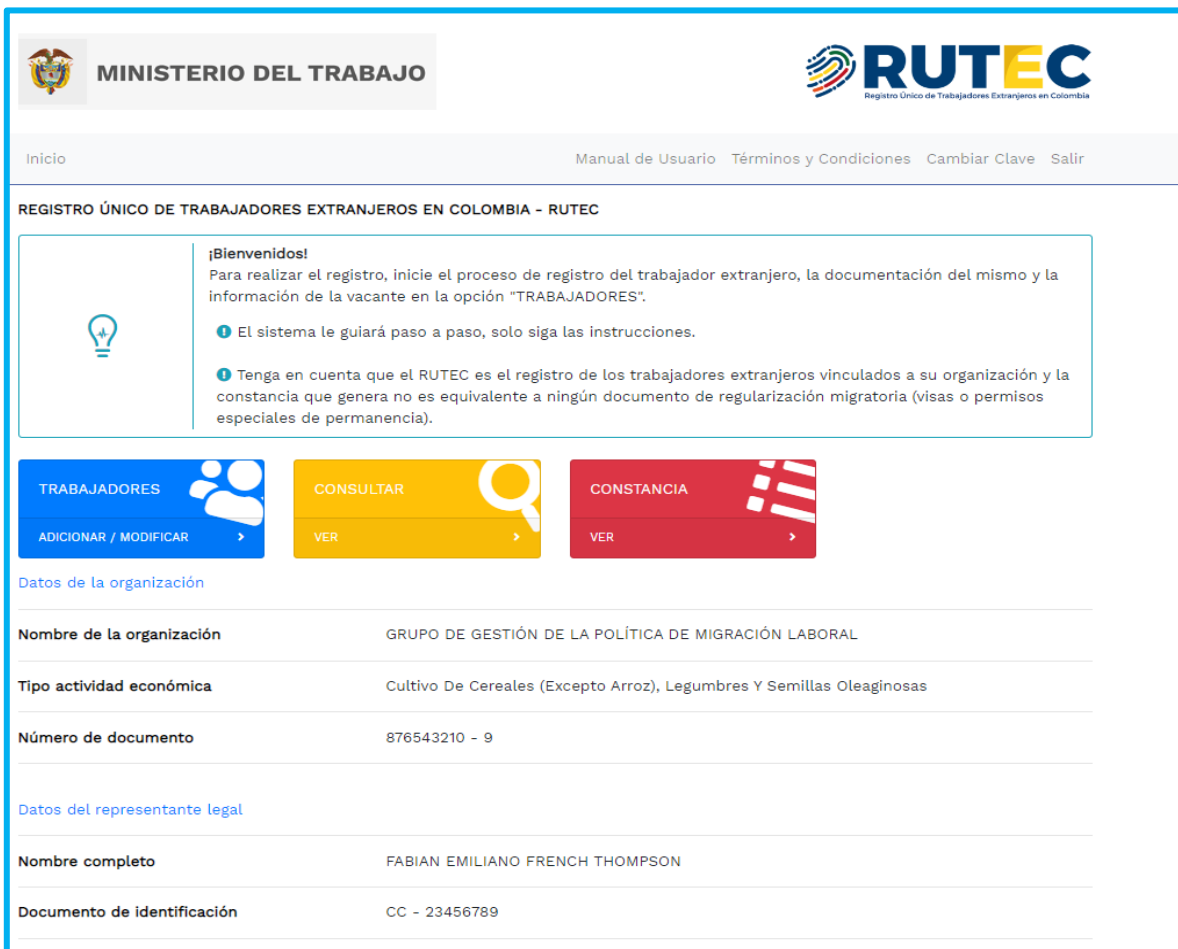 MINISTERIO DEL TRABAJO
RUTEC
Registro Único de Trabajadores Extranjeros en Colombia
Inicio
Manual de Usuario Términos y Condiciones Cambiar Clave Salir
REGISTRO ÚNICO DE TRABAJADORES EXTRANJEROS EN COLOMBIA - RUTEC
¡Bienvenidos!
Para realizar el registro, inicie el proceso de registro del trabajador extranjero, la documentación del mismo y la
información de la vacante en la opción "TRABAJADORES".
El sistema le guiará paso a paso, solo siga las instrucciones.
Tenga en cuenta que el RUTEC es el registro de los trabajadores extranjeros vinculados a su organización y la
constancia que genera no es equivalente a ningún documento de regularización migratoria (visas o permisos
especiales de permanencia).
TRABAJADORES
ADICIONAR / MODIFICAR
CONSULTAR
VER
CONSTANCIA
VER
Datos de la organización
Nombre de la organización GRUPO DE GESTIÓN DE LA POLÍTICA DE MIGRACIÓN LABORAL
Tipo actividad económica Cultivo De Cereales (Excepto Arroz), Legumbres Y Semillas Oleaginosas
Número de documento 876543210 - 9
Datos del representante legal
Nombre completo FABIAN EMILIANO FRENCH THOMPSON
Documento de identificación CC - 23456789